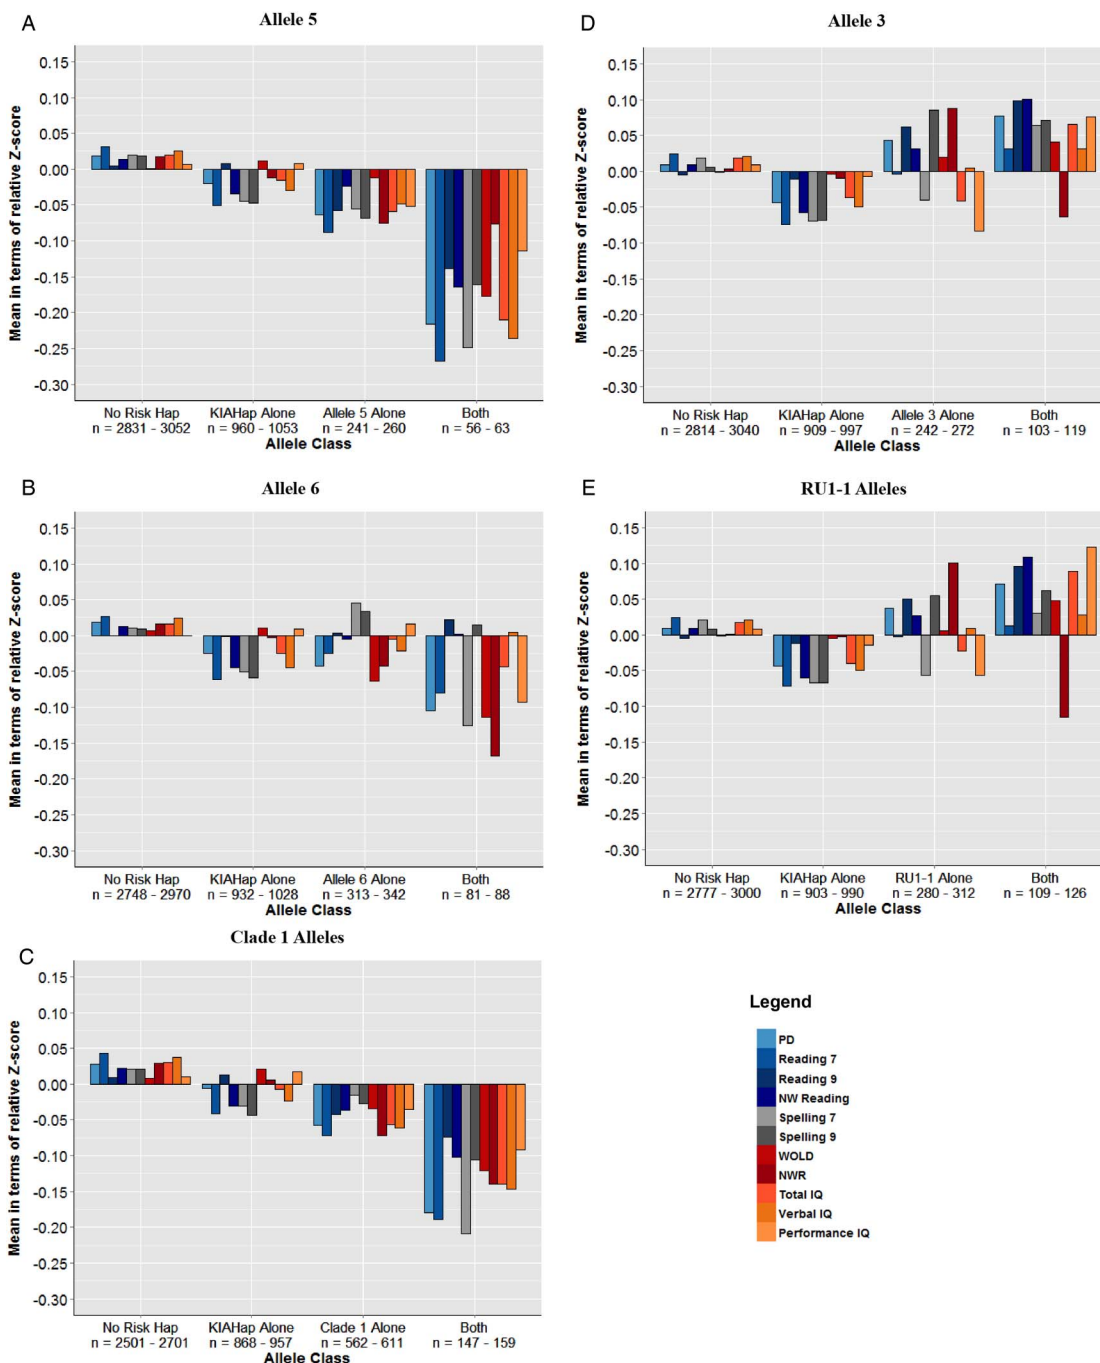 A
Allele 5
Mean in terms of relative Z-score
0.15
0.10
0.05
0.00
-0.05
-0.10
-0.15
-0.20
-0.25
-0.30
No Risk Hap KIAHap Alone Allele 5 Alone Both
n = 2831 - 3052 n = 960 - 1053 n = 241 - 260 n = 56 - 63
Allele Class
D
Allele 3
Mean in terms of relative Z-score
0.15
0.10
0.05
0.00
-0.05
-0.10
-0.15
-0.20
-0.25
-0.30
No Risk Hap KIAHap Alone Allele 3 Alone Both
n = 2814 - 3040 n = 909 - 997 n = 242 - 272 n = 103 - 119
Allele Class
B
Allele 6
Mean in terms of relative Z-score
0.15
0.10
0.05
0.00
-0.05
-0.10
-0.15
-0.20
-0.25
-0.30
No Risk Hap KIAHap Alone Allele 6 Alone Both
n = 2748 - 2970 n = 932 - 1028 n = 313 - 342 n = 81 - 88
Allele Class
E
RU1-1 Alleles
Mean in terms of relative Z-score
0.15
0.10
0.05
0.00
-0.05
-0.10
-0.15
-0.20
-0.25
-0.30
No Risk Hap KIAHap Alone RU1-1 Alone Both
n = 2777 - 3000 n = 903 - 990 n = 280 - 312 n = 109 - 126
Allele Class
C
Clade 1 Alleles
Mean in terms of relative Z-score
0.15
0.10
0.05
0.00
-0.05
-0.10
-0.15
-0.20
-0.25
-0.30
No Risk Hap KIAHap Alone Clade 1 Alone Both
n = 2501 - 2701 n = 868 - 957 n = 562 - 611 n = 147 - 159
Allele Class
Legend
PD
Reading 7
Reading 9
NW Reading
Spelling 7
Spelling 9
WOLD
NWR
Total IQ
Verbal IQ
Performance IQ